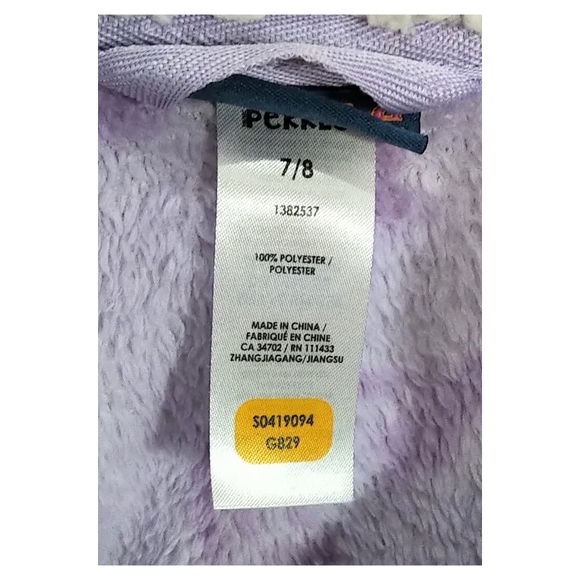 7/8
1382537
100% POLYESTER /
POLYESTER
MADE IN CHINA /
FABRIQUÉ EN CHINE
CA 34702 / RN 111433
ZHANGJIAGANG/JIANGSU
S0419094
G829